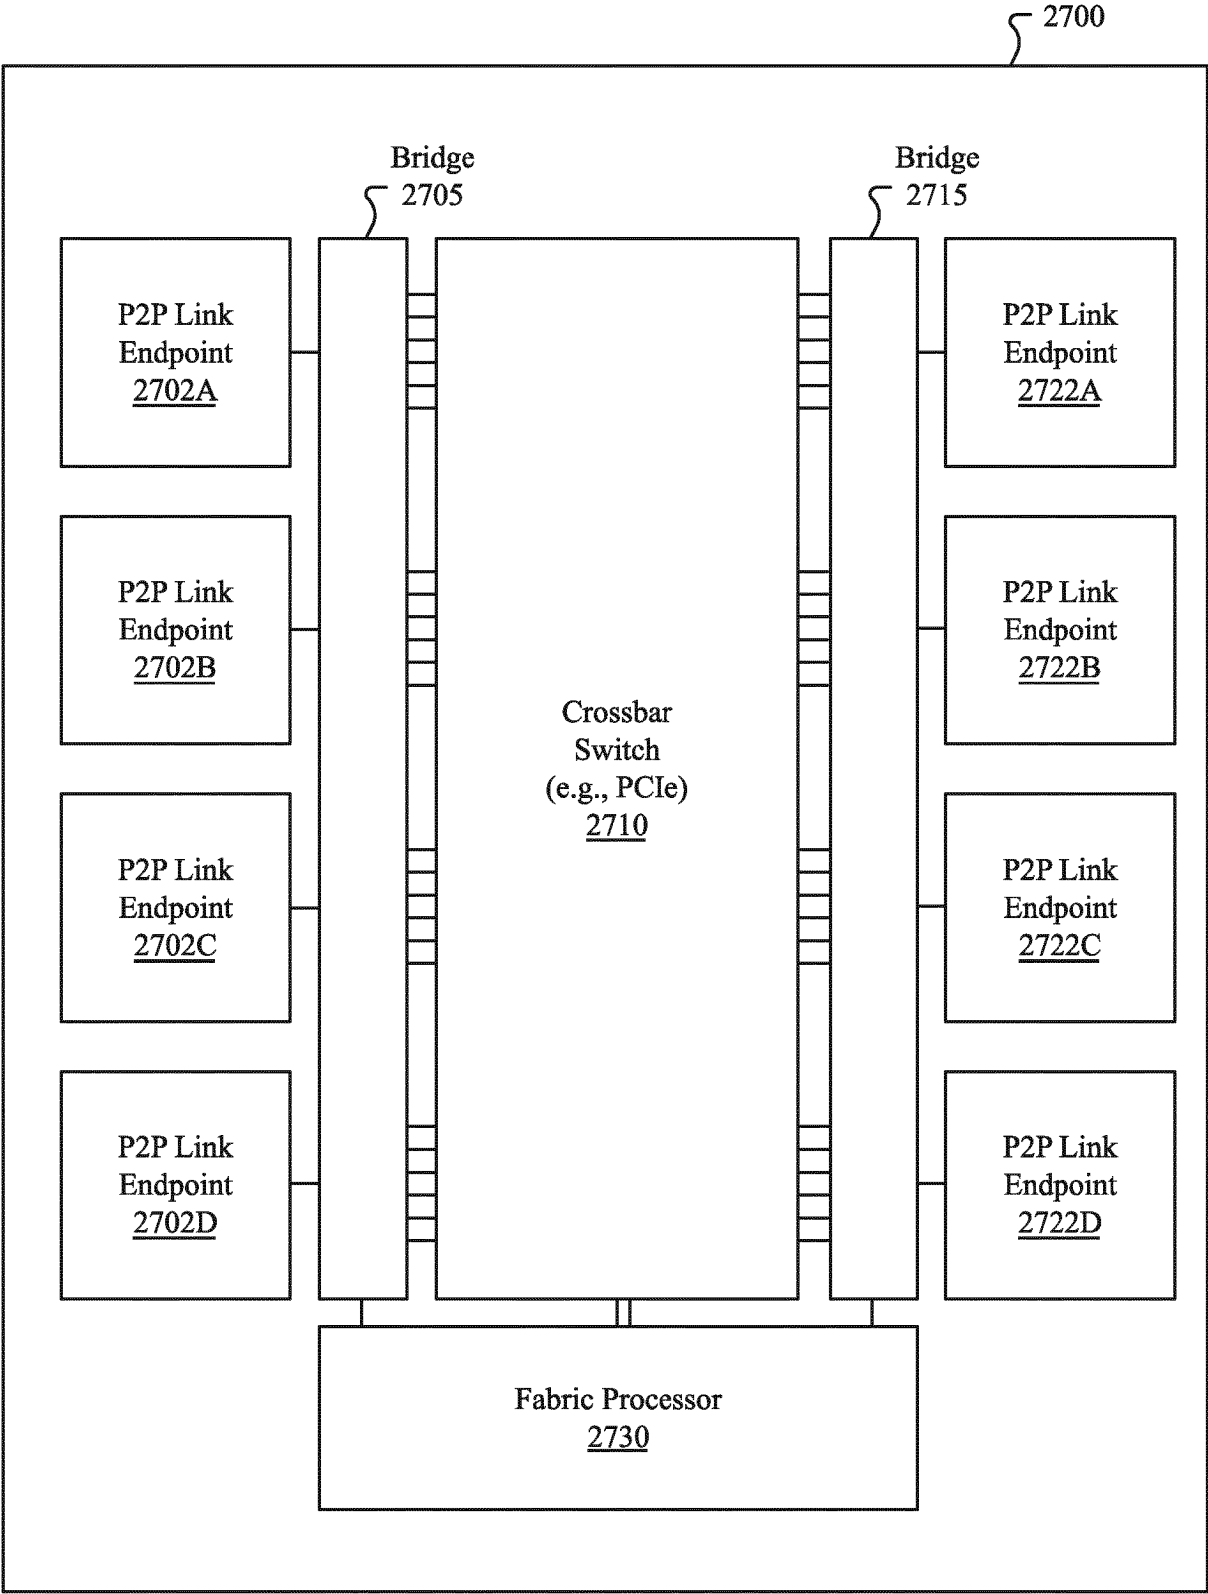 2700
Bridge
2705
Bridge
2715
P2P Link
Endpoint
2702A
P2P Link
Endpoint
2722A
P2P Link
Endpoint
2702B
P2P Link
Endpoint
2722B
Crossbar
Switch
(e.g., PCIe)
2710
P2P Link
Endpoint
2702C
P2P Link
Endpoint
2722C
P2P Link
Endpoint
2702D
P2P Link
Endpoint
2722D
Fabric Processor
2730